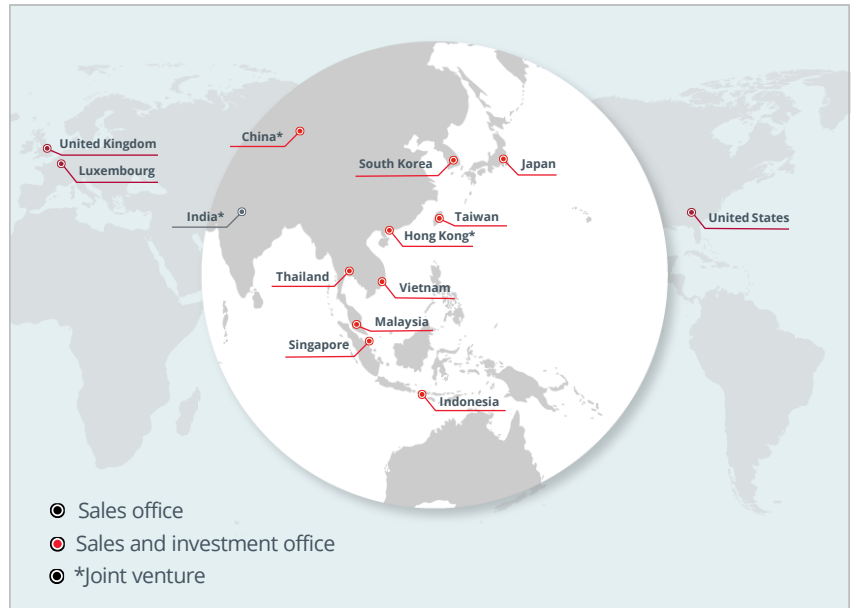 United Kingdom
Luxembourg
China*
South Korea
Japan
India*
Taiwan
Hong Kong*
United States
Thailand
Vietnam
Malaysia
Singapore
Indonesia
Sales office
Sales and investment office
*Joint venture